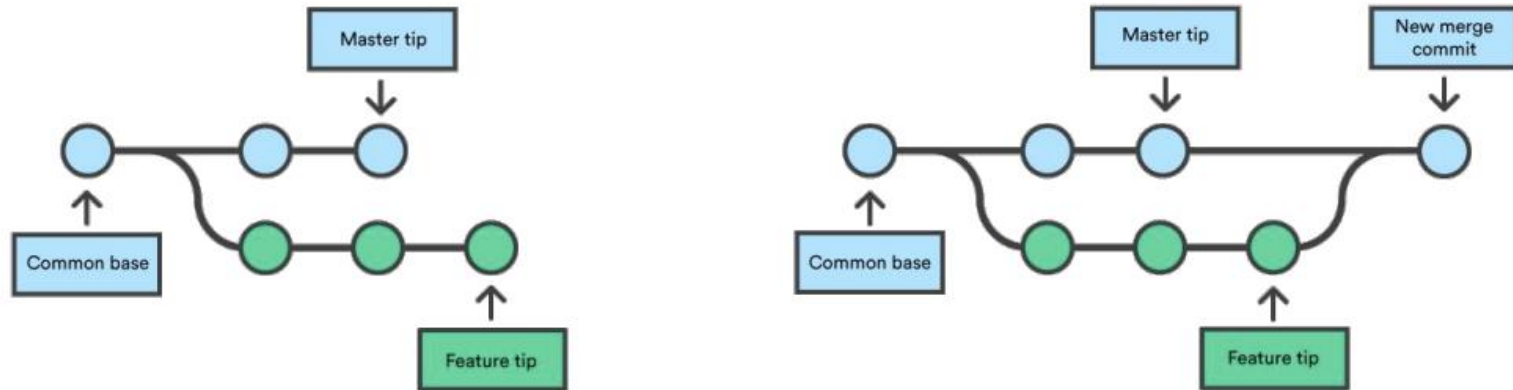 Master tip
Common base
Feature tip
Master tip
New merge
commit
Common base
Feature tip